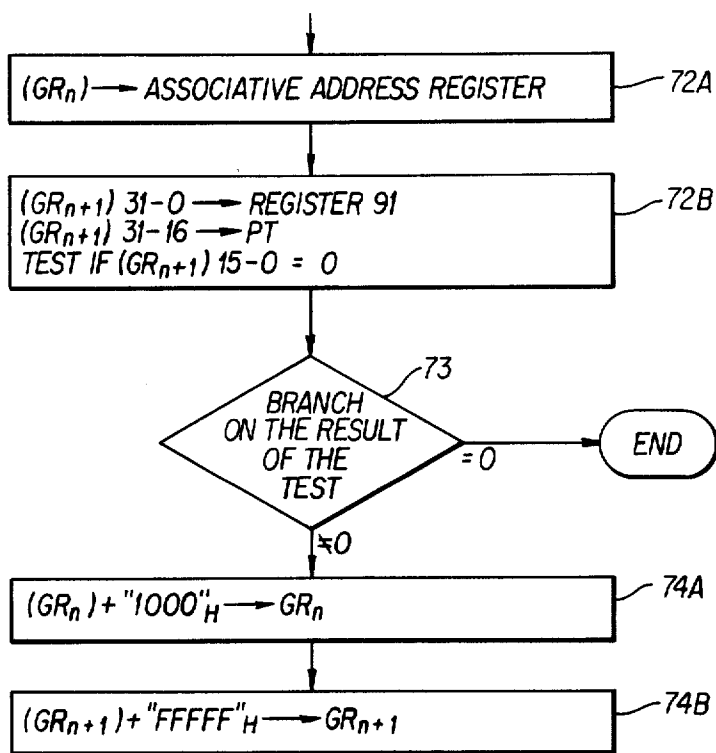 (GRn) → ASSOCIATIVE ADDRESS REGISTER
72A
(GRn+1) 31-0 → REGISTER 91
(GRn+1) 31-16 → PT
TEST IF (GRn+1) 15-0 = 0
72B
73
BRANCH
ON THE RESULT
OF THE
TEST
=0
END
≠0
(GRn) + "1000"H → GRn
74A
(GRn+1) + "FFFFF"H → GRn+1
74B